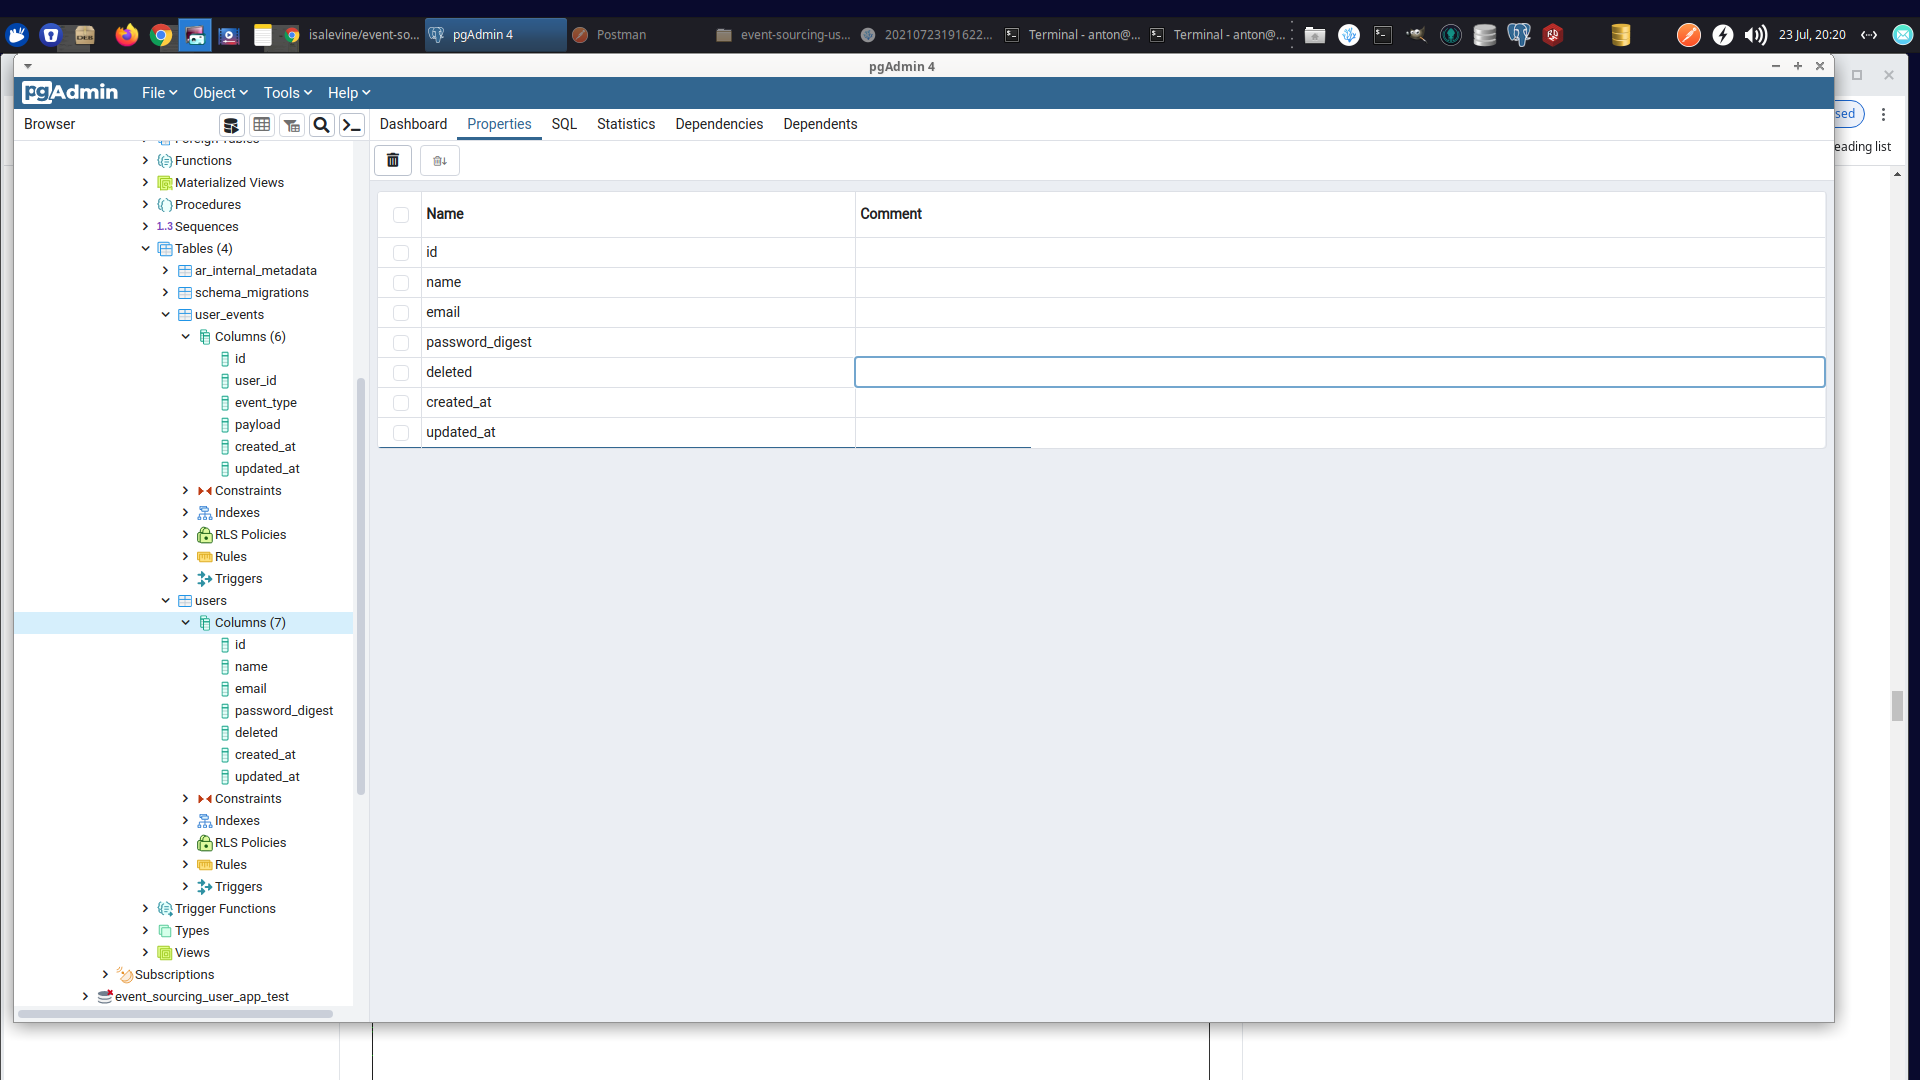 isalevine/event-so...
pgAdmin 4
Postman
event-sourcing-us...
20210723191622...
Terminal - anton@...
Terminal - anton@...
23 Jul, 20:20
pgAdmin 4
pgAdmin
File
Object
Tools
Help
sed
Browser
Dashboard
Properties
SQL
Statistics
Dependencies
Dependents
eading list
Foreign Tables
Functions
Materialized Views
Procedures
1..3 Sequences
Tables (4)
ar_internal_metadata
schema_migrations
user_events
Columns (6)
id
user_id
event_type
payload
created_at
updated_at
Constraints
Indexes
RLS Policies
Rules
Triggers
users
Columns (7)
id
name
email
password_digest
deleted
created_at
updated_at
Constraints
Indexes
RLS Policies
Rules
Triggers
Trigger Functions
Types
Views
Subscriptions
event_sourcing_user_app_test
Name
Comment
id
name
email
password_digest
deleted
created_at
updated_at